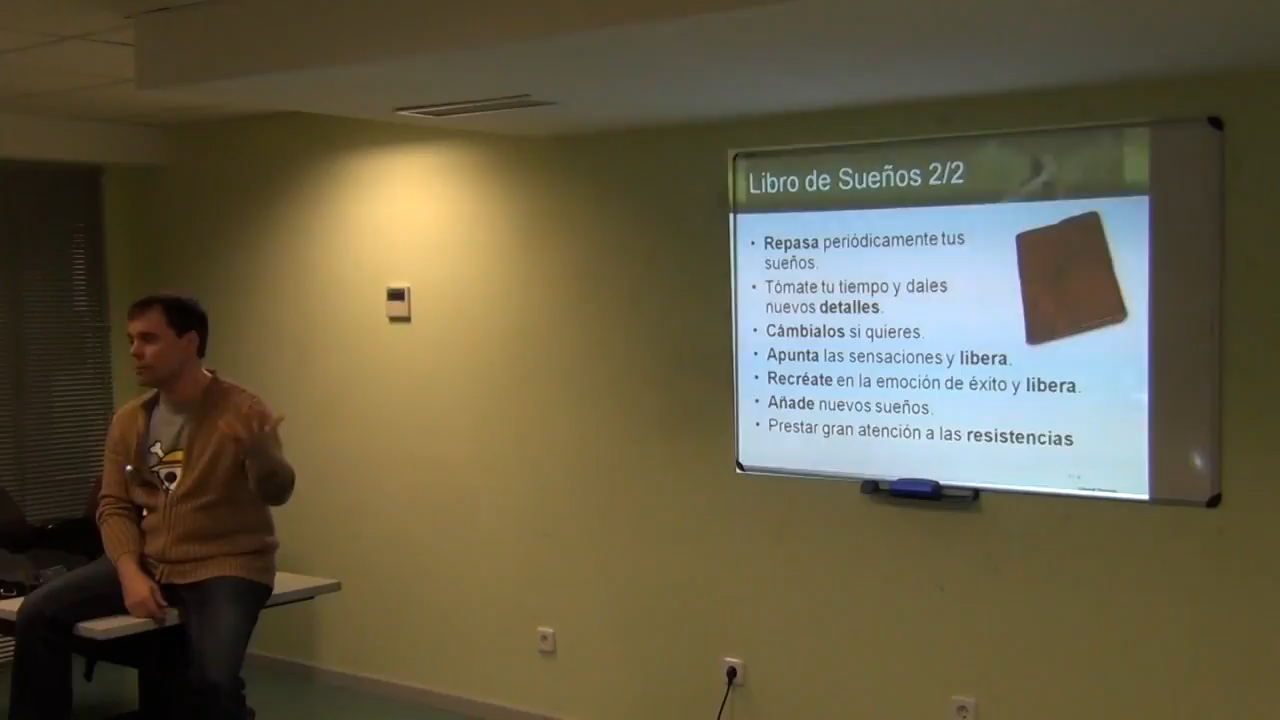 Libro de Sueños 2/2
• Repasa periódicamente tus
sueños.
• Tómate tu tiempo y dales
nuevos detalles.
• Cámbialos si quieres.
• Apunta las sensaciones y libera.
• Recréate en la emoción de éxito y libera.
• Añade nuevos sueños.
• Prestar gran atención a las resistencias